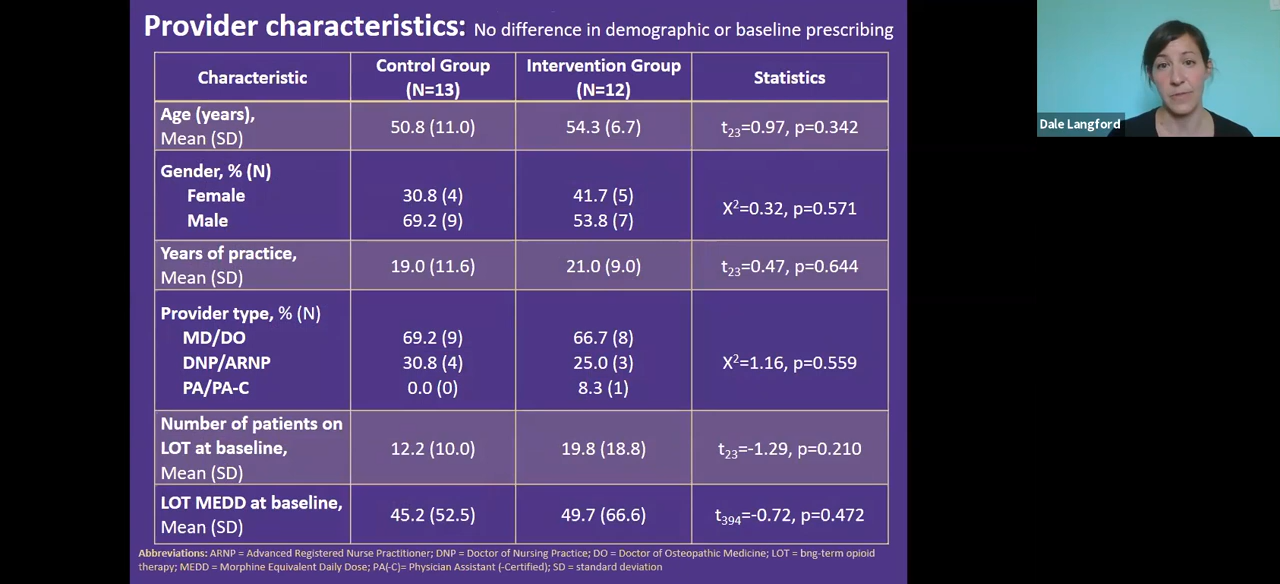 Provider characteristics: No difference in demographic or baseline prescribing
Characteristic
Control Group
(N=13)
Intervention Group
(N=12)
Statistics
Age (years),
Mean (SD)
50.8 (11.0)
54.3 (6.7)
t23=0.97, p=0.342
Gender, % (N)
Female
Male
30.8 (4)
69.2 (9)
41.7 (5)
53.8 (7)
X²=0.32, p=0.571
Years of practice,
Mean (SD)
19.0 (11.6)
21.0 (9.0)
t23=0.47, p=0.644
Provider type, % (N)
MD/DO
DNP/ARNP
PA/PA-C
69.2 (9)
30.8 (4)
0.0 (0)
66.7 (8)
25.0 (3)
8.3 (1)
X²=1.16, p=0.559
Number of patients on
LOT at baseline,
Mean (SD)
12.2 (10.0)
19.8 (18.8)
t23=-1.29, p=0.210
LOT MEDD at baseline,
Mean (SD)
45.2 (52.5)
49.7 (66.6)
t394=-0.72, p=0.472
Abbreviations: ARNP = Advanced Registered Nurse Practitioner; DNP = Doctor of Nursing Practice; DO = Doctor of Osteopathic Medicine; LOT = bng-term opioid
therapy; MEDD = Morphine Equivalent Daily Dose; PA(-C)= Physician Assistant (-Certified); SD = standard deviation
Dale Langford